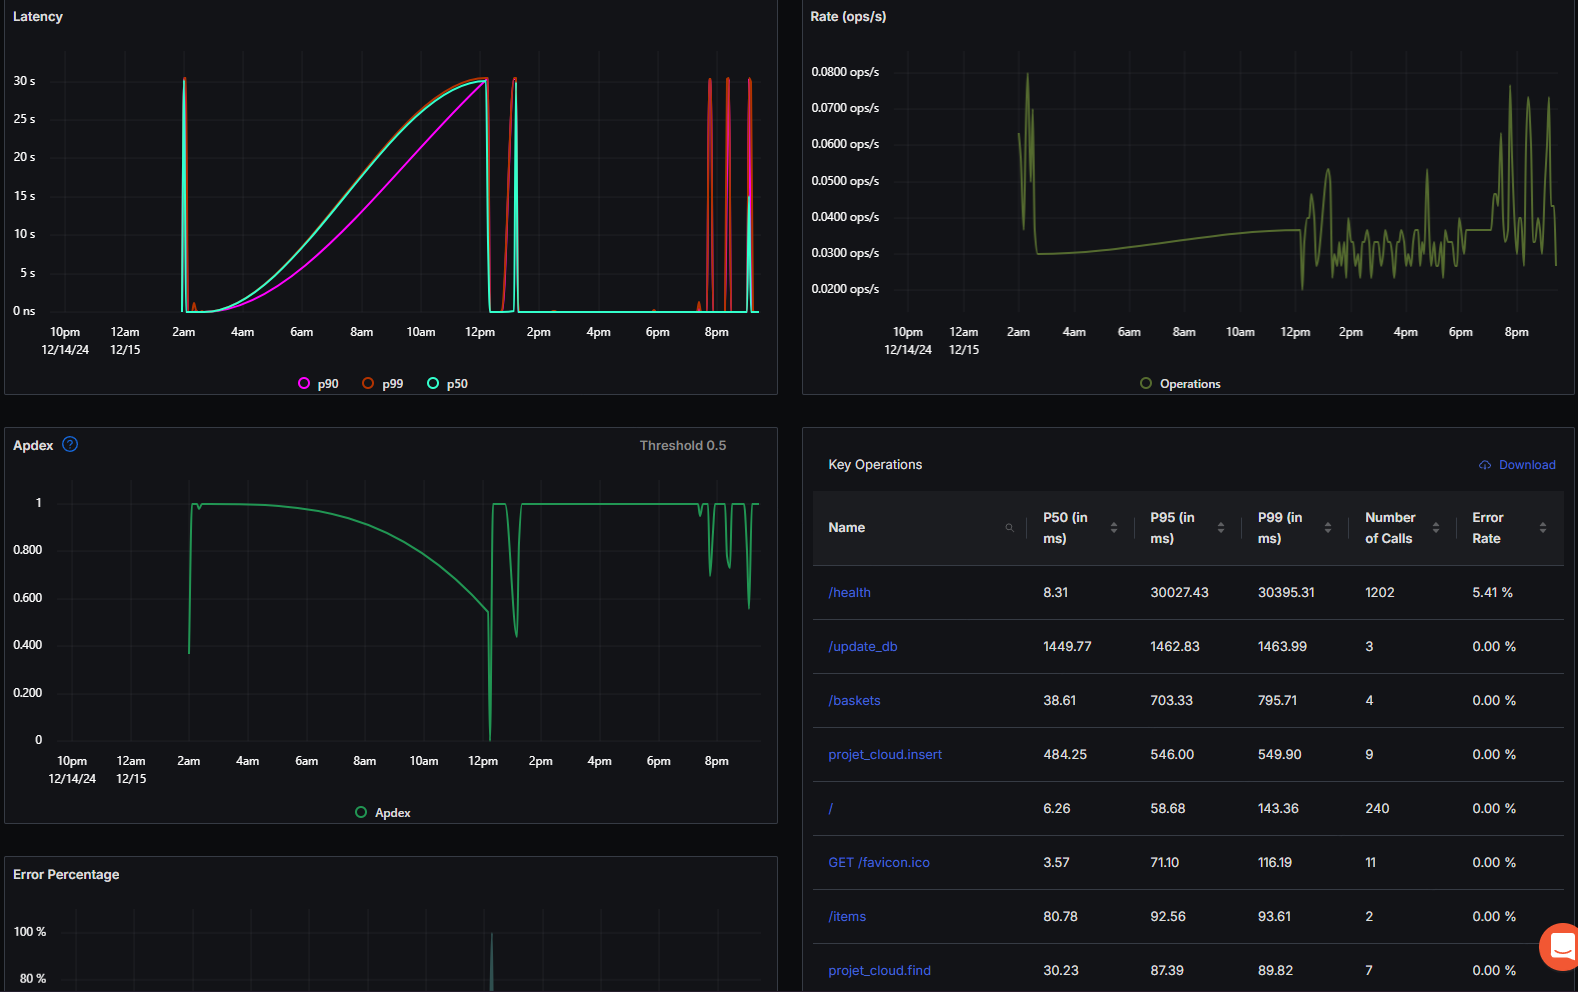 Latency
30 s
25 s
20 s
15 s
10 s
5 s
0 ns
10pm 12am 2am 4am 6am 8am 10am 12pm 2pm 4pm 6pm 8pm
12/14/24 12/15
p90 p99 p50
Rate (ops/s)
0.0800 ops/s
0.0700 ops/s
0.0600 ops/s
0.0500 ops/s
0.0400 ops/s
0.0300 ops/s
0.0200 ops/s
10pm 12am 2am 4am 6am 8am 10am 12pm 2pm 4pm 6pm 8pm
12/14/24 12/15
Operations
Apdex ? Threshold 0.5
1
0.800
0.600
0.400
0.200
0
10pm 12am 2am 4am 6am 8am 10am 12pm 2pm 4pm 6pm 8pm
12/14/24 12/15
Apdex
Key Operations Download
Name P50 (in ms) P95 (in ms) P99 (in ms) Number of Calls Error Rate
/health 8.31 30027.43 30395.31 1202 5.41 %
/update_db 1449.77 1462.83 1463.99 3 0.00 %
/baskets 38.61 703.33 795.71 4 0.00 %
projet_cloud.insert 484.25 546.00 549.90 9 0.00 %
/ 6.26 58.68 143.36 240 0.00 %
GET /favicon.ico 3.57 71.10 116.19 11 0.00 %
/items 80.78 92.56 93.61 2 0.00 %
projet_cloud.find 30.23 87.39 89.82 7 0.00 %
Error Percentage
100 %
80 %